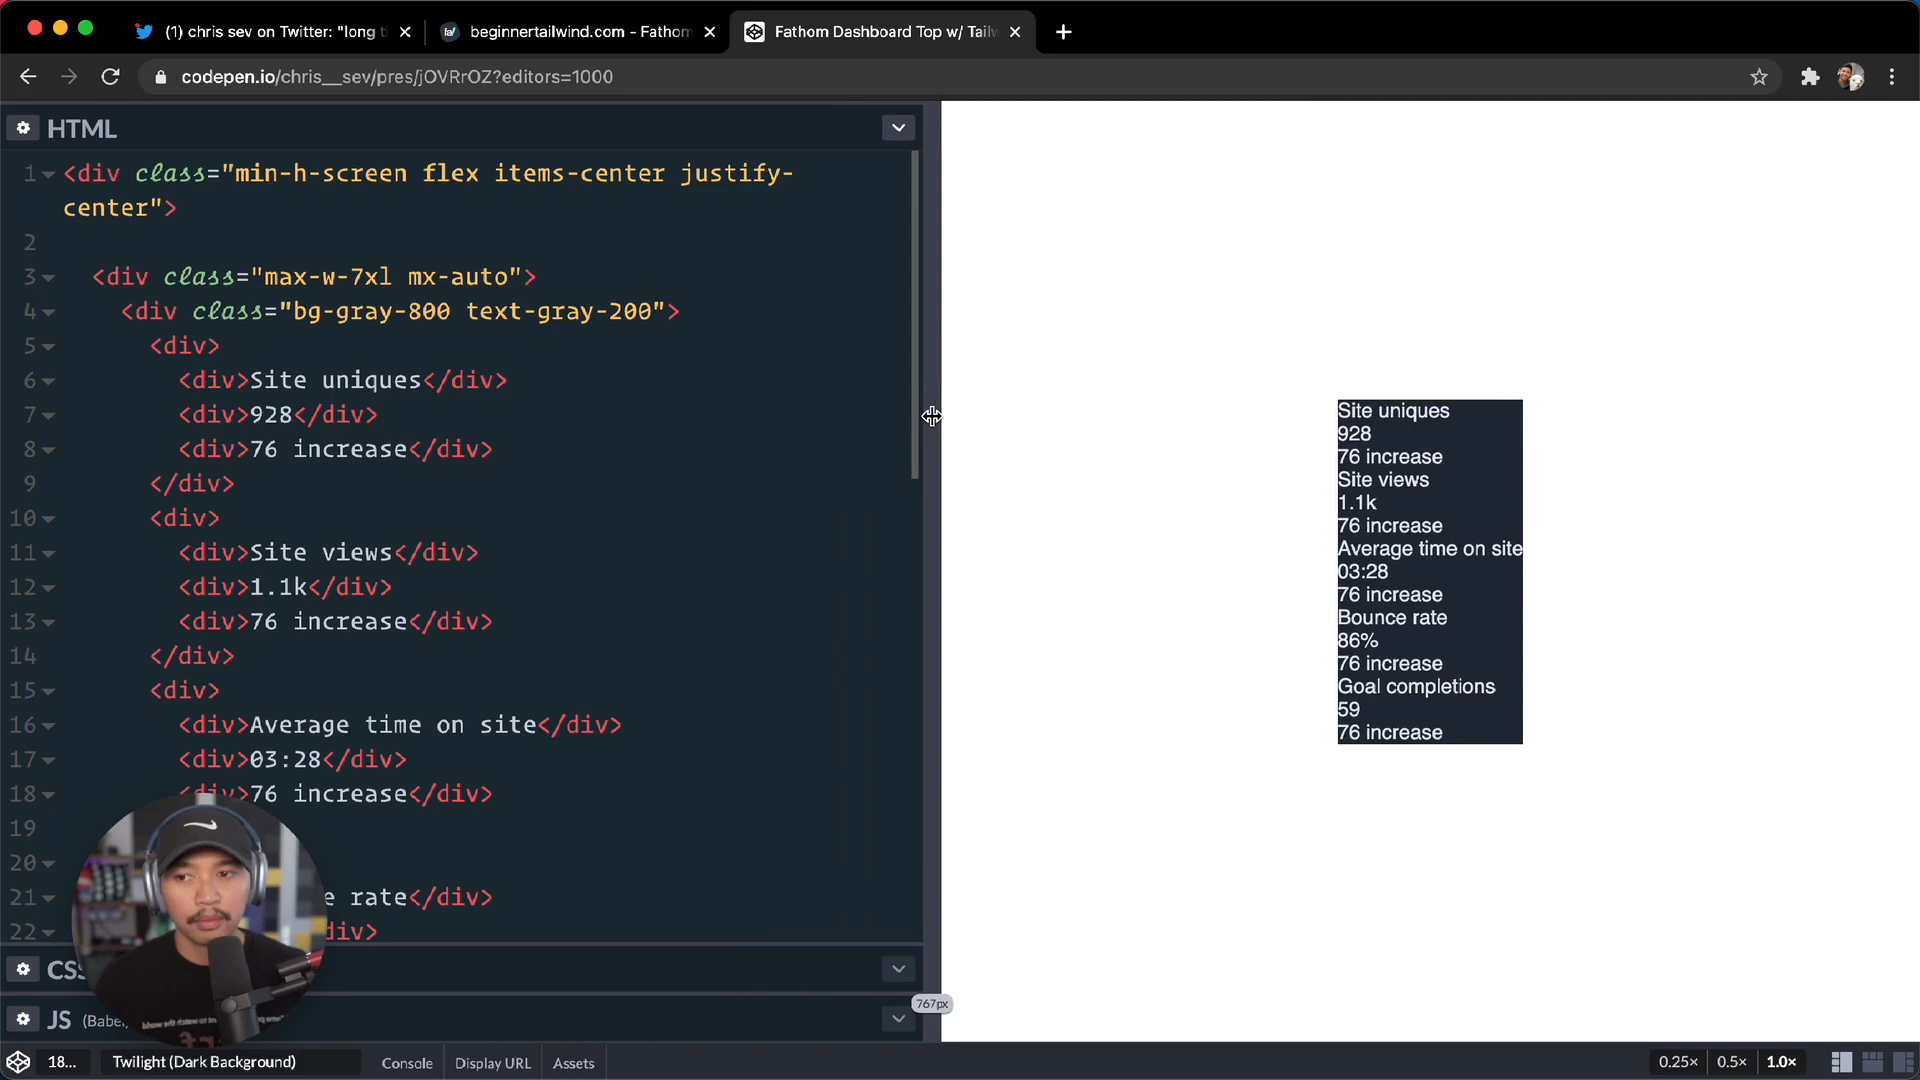 (1) chris sev on Twitter: "long t
beginnertailwind.com - Fathom
Fathom Dashboard Top w/ Tailw
codepen.io/chris__sev/pres/jOVRrOZ?editors=1000
HTML
1 <div class="min-h-screen flex items-center justify-
center">
2
3 <div class="max-w-7xl mx-auto">
4 <div class="bg-gray-800 text-gray-200">
5 <div>
6 <div>Site uniques</div>
7 <div>928</div>
8 <div>76 increase</div>
9 </div>
10 <div>
11 <div>Site views</div>
12 <div>1.1k</div>
13 <div>76 increase</div>
14 </div>
15 <div>
16 <div>Average time on site</div>
17 <div>03:28</div>
18 <div>76 increase</div>
19
20
21 e rate</div>
22 div>
CSS
JS (Babel)
767px
Site uniques
928
76 increase
Site views
1.1k
76 increase
Average time on site
03:28
76 increase
Bounce rate
86%
76 increase
Goal completions
59
76 increase
18... Twilight (Dark Background) Console Display URL Assets 0.25× 0.5× 1.0×